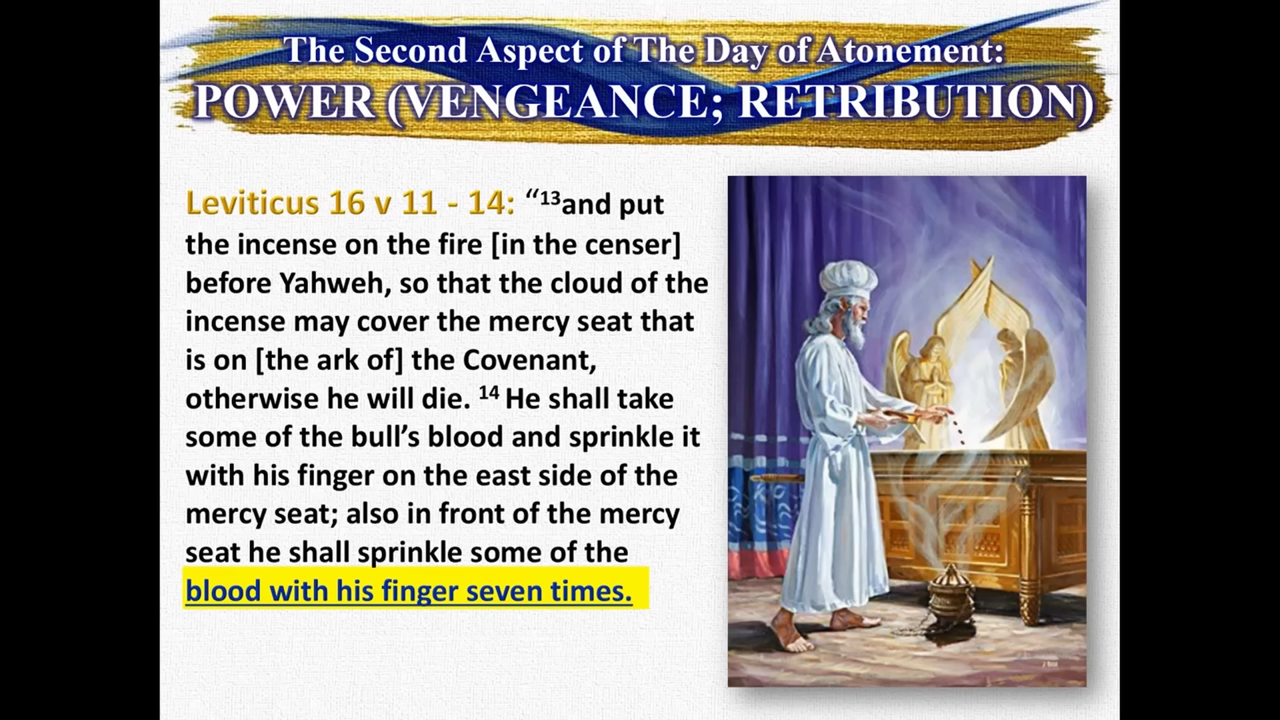 The Second Aspect of The Day of Atonement:
POWER (VENGEANCE; RETRIBUTION)
Leviticus 16 v 11 - 14: “13and put
the incense on the fire [in the censer]
before Yahweh, so that the cloud of the
incense may cover the mercy seat that
is on [the ark of] the Covenant,
otherwise he will die. 14 He shall take
some of the bull’s blood and sprinkle it
with his finger on the east side of the
mercy seat; also in front of the mercy
seat he shall sprinkle some of the
blood with his finger seven times.